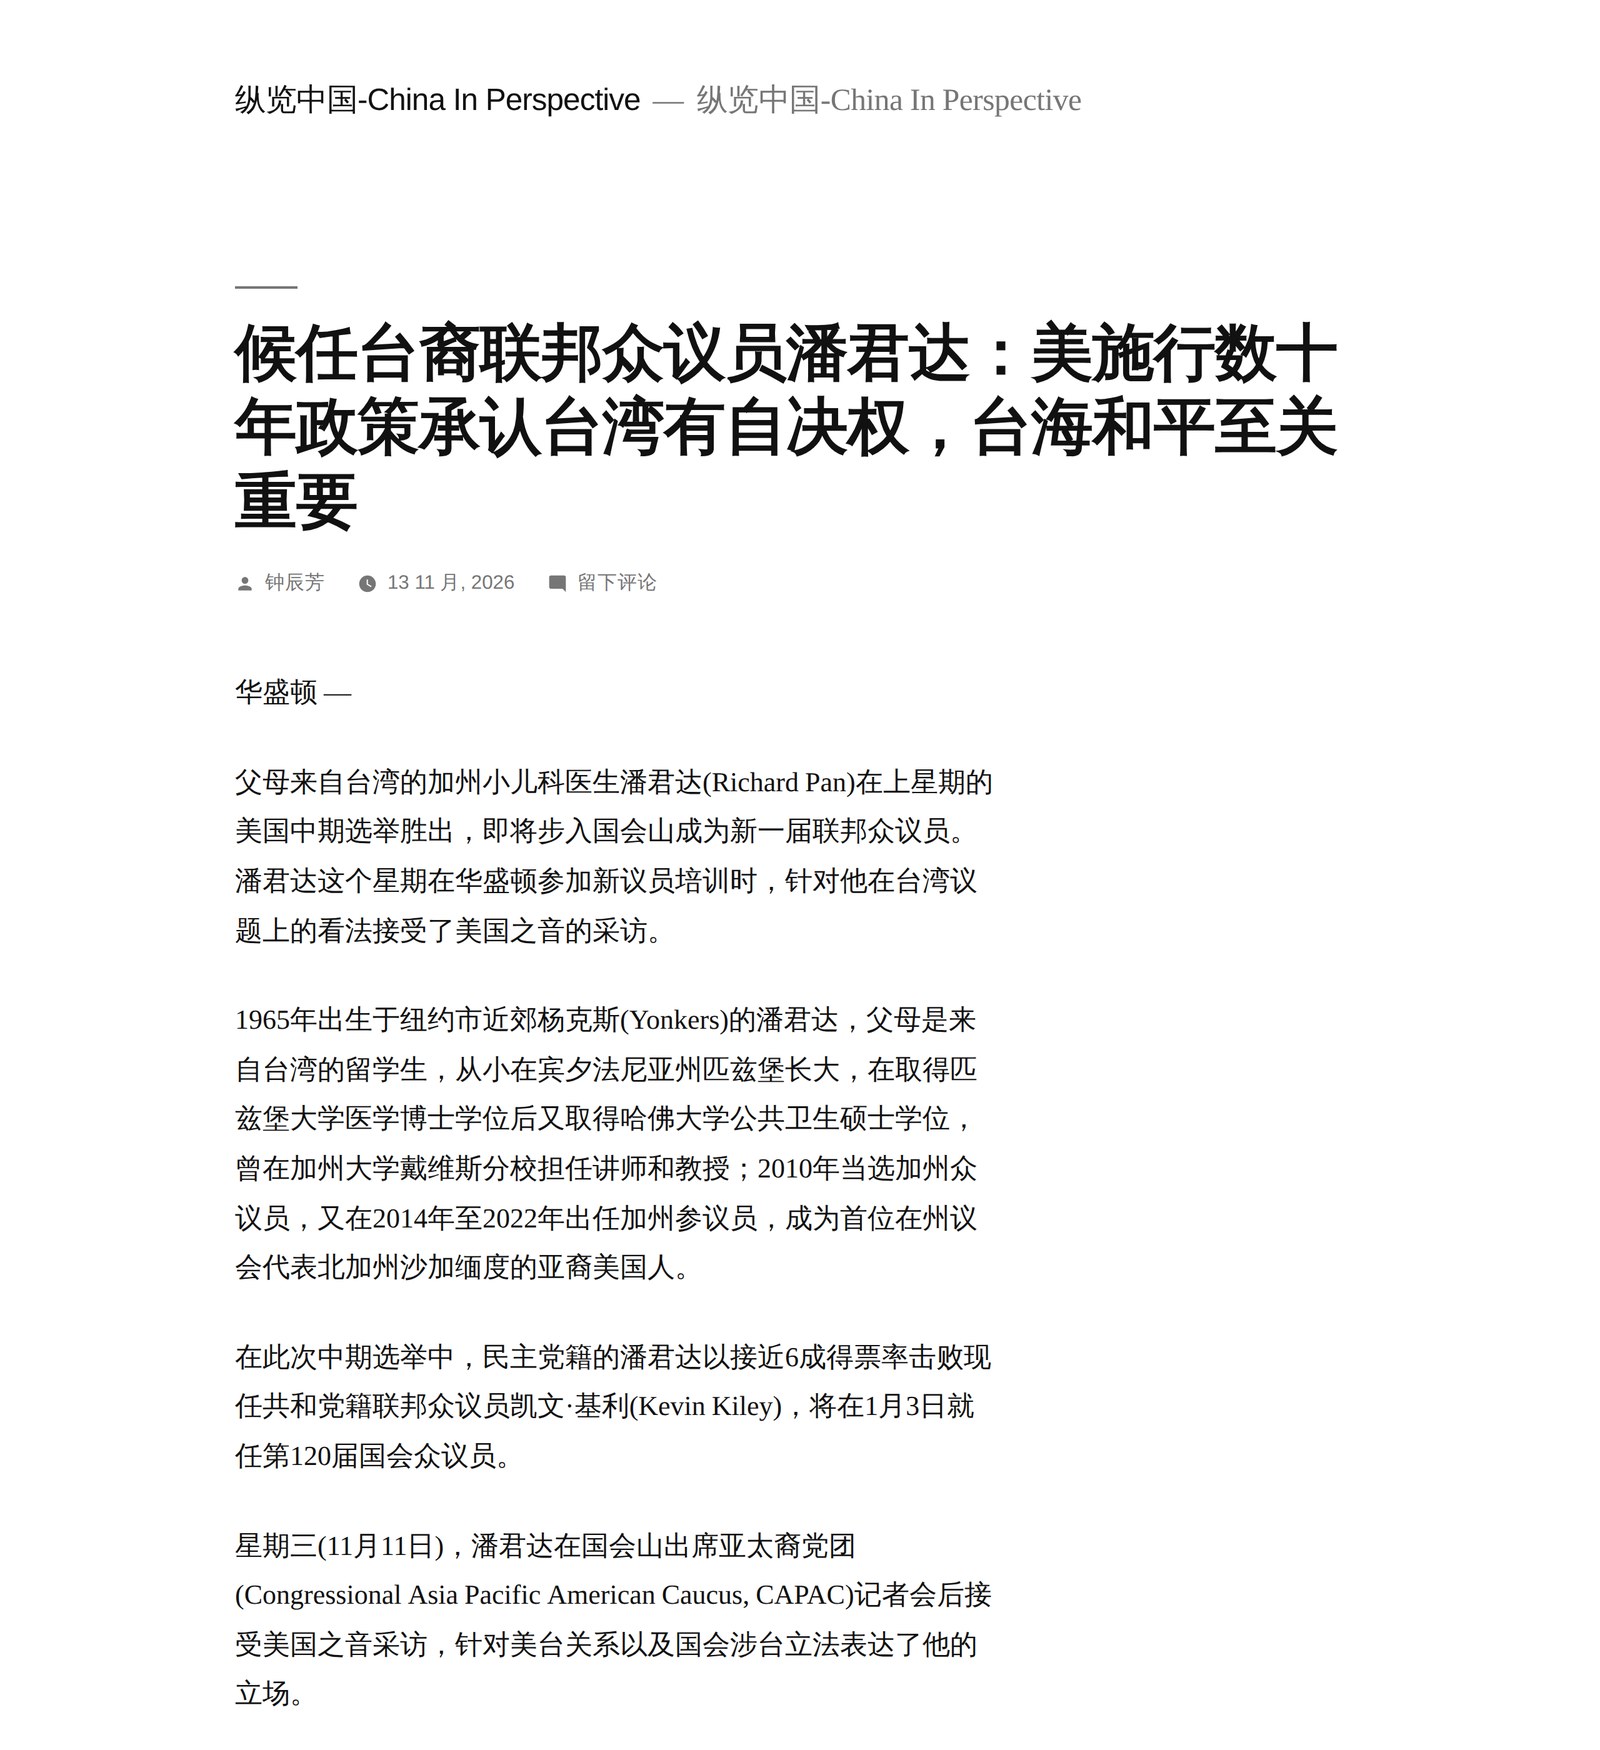 纵览中国-China In Perspective — 纵览中国-China In Perspective
候任台裔联邦众议员潘君达：美施行数十
年政策承认台湾有自决权，台海和平至关
重要
钟辰芳 13 11 月, 2026 留下评论
华盛顿 —
父母来自台湾的加州小儿科医生潘君达(Richard Pan)在上星期的
美国中期选举胜出，即将步入国会山成为新一届联邦众议员。
潘君达这个星期在华盛顿参加新议员培训时，针对他在台湾议
题上的看法接受了美国之音的采访。
1965年出生于纽约市近郊杨克斯(Yonkers)的潘君达，父母是来
自台湾的留学生，从小在宾夕法尼亚州匹兹堡长大，在取得匹
兹堡大学医学博士学位后又取得哈佛大学公共卫生硕士学位，
曾在加州大学戴维斯分校担任讲师和教授；2010年当选加州众
议员，又在2014年至2022年出任加州参议员，成为首位在州议
会代表北加州沙加缅度的亚裔美国人。
在此次中期选举中，民主党籍的潘君达以接近6成得票率击败现
任共和党籍联邦众议员凯文·基利(Kevin Kiley)，将在1月3日就
任第120届国会众议员。
星期三(11月11日)，潘君达在国会山出席亚太裔党团
(Congressional Asia Pacific American Caucus, CAPAC)记者会后接
受美国之音采访，针对美台关系以及国会涉台立法表达了他的
立场。